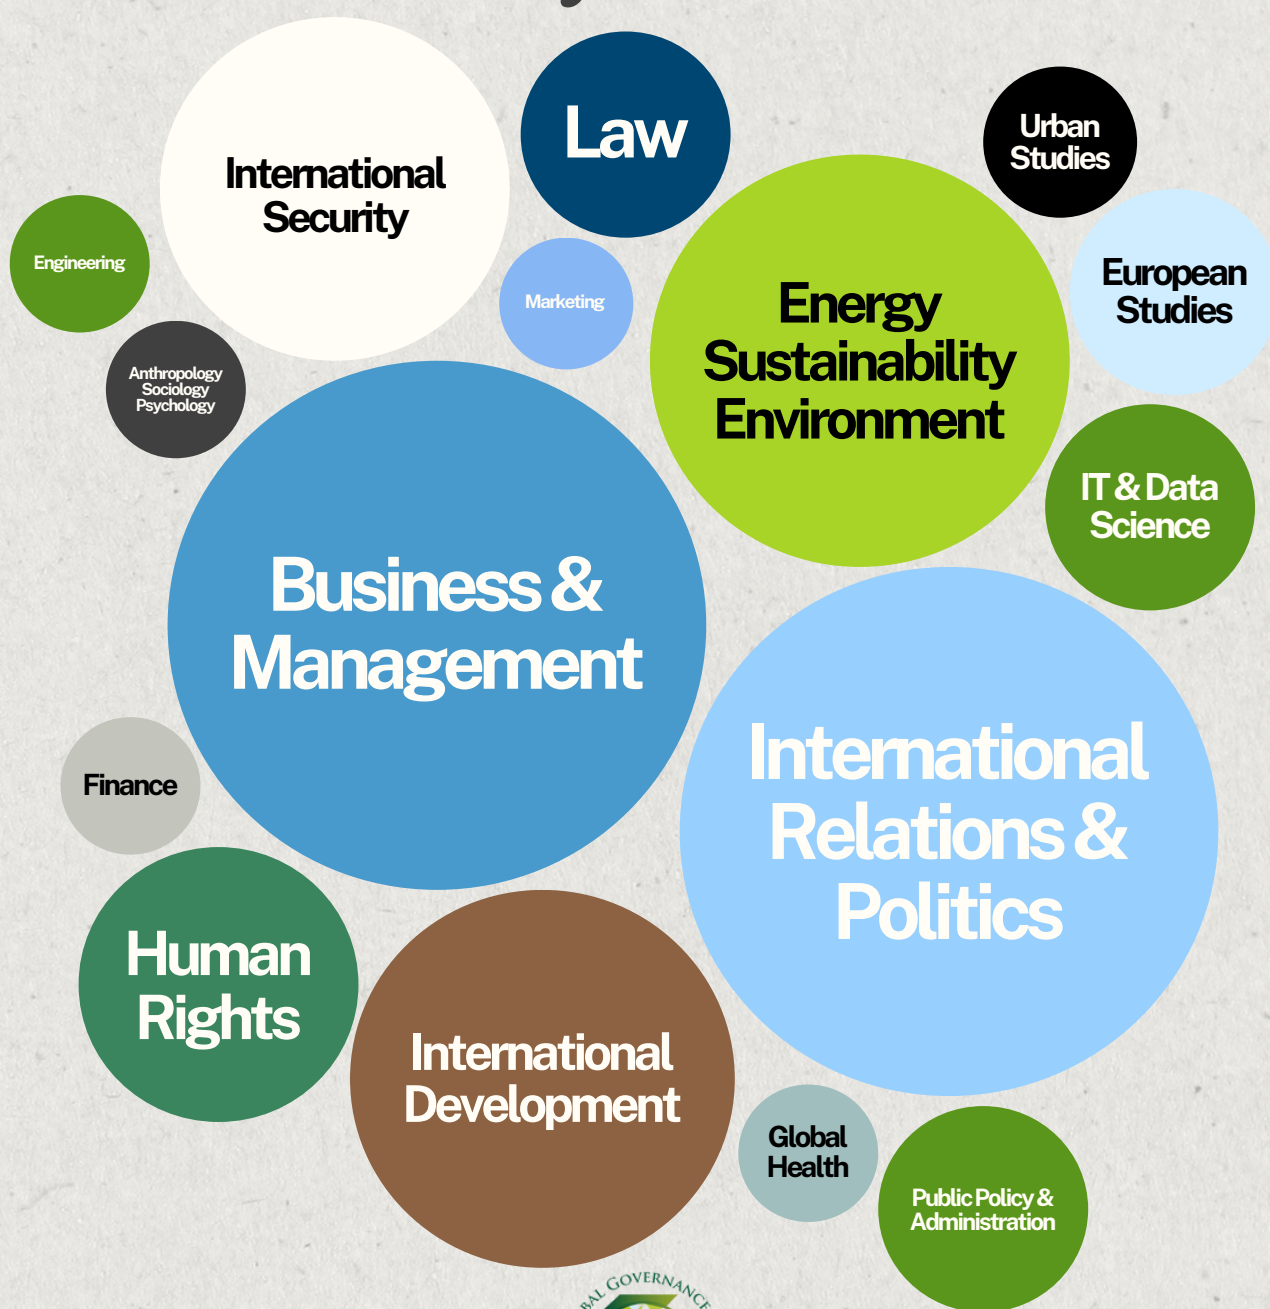 Law
Urban
Studies
International
Security
Engineering
Marketing
European
Studies
Energy
Sustainability
Environment
Anthropology
Sociology
Psychology
IT & Data
Science
Business &
Management
International
Relations &
Politics
Finance
Human
Rights
International
Development
Global
Health
Public Policy &
Administration
GOVERNANCE